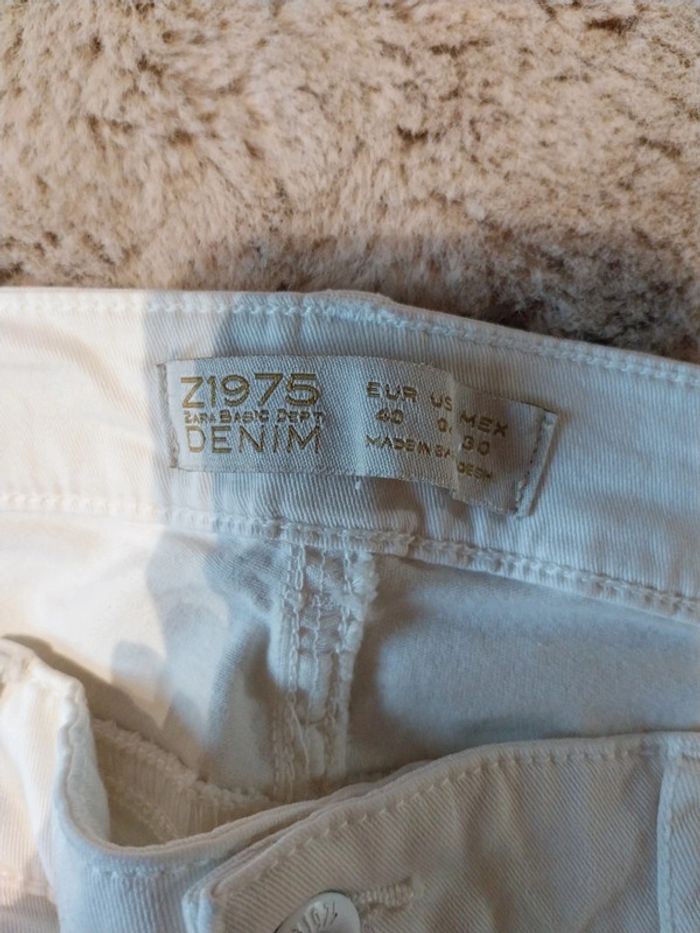 Z1975
ZARA BASIC DEPT
DENIM
EUR US MEX
40 30
MADE IN